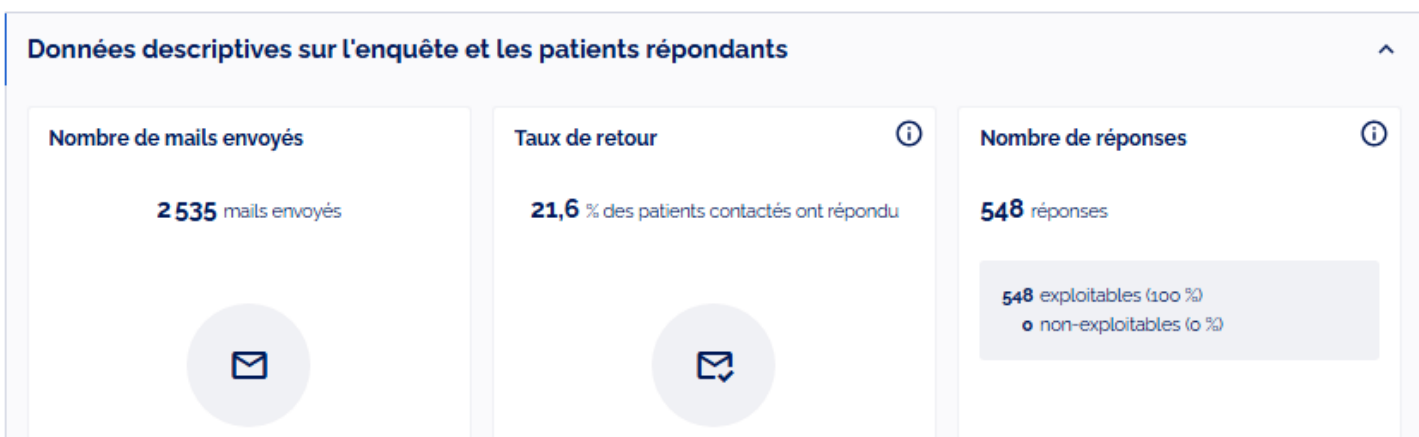 Données descriptives sur l'enquête et les patients répondants
Nombre de mails envoyés
2 535 mails envoyés
Taux de retour
21,6 % des patients contactés ont répondu
Nombre de réponses
548 réponses
548 exploitables (100 %)
0 non-exploitables (0 %)